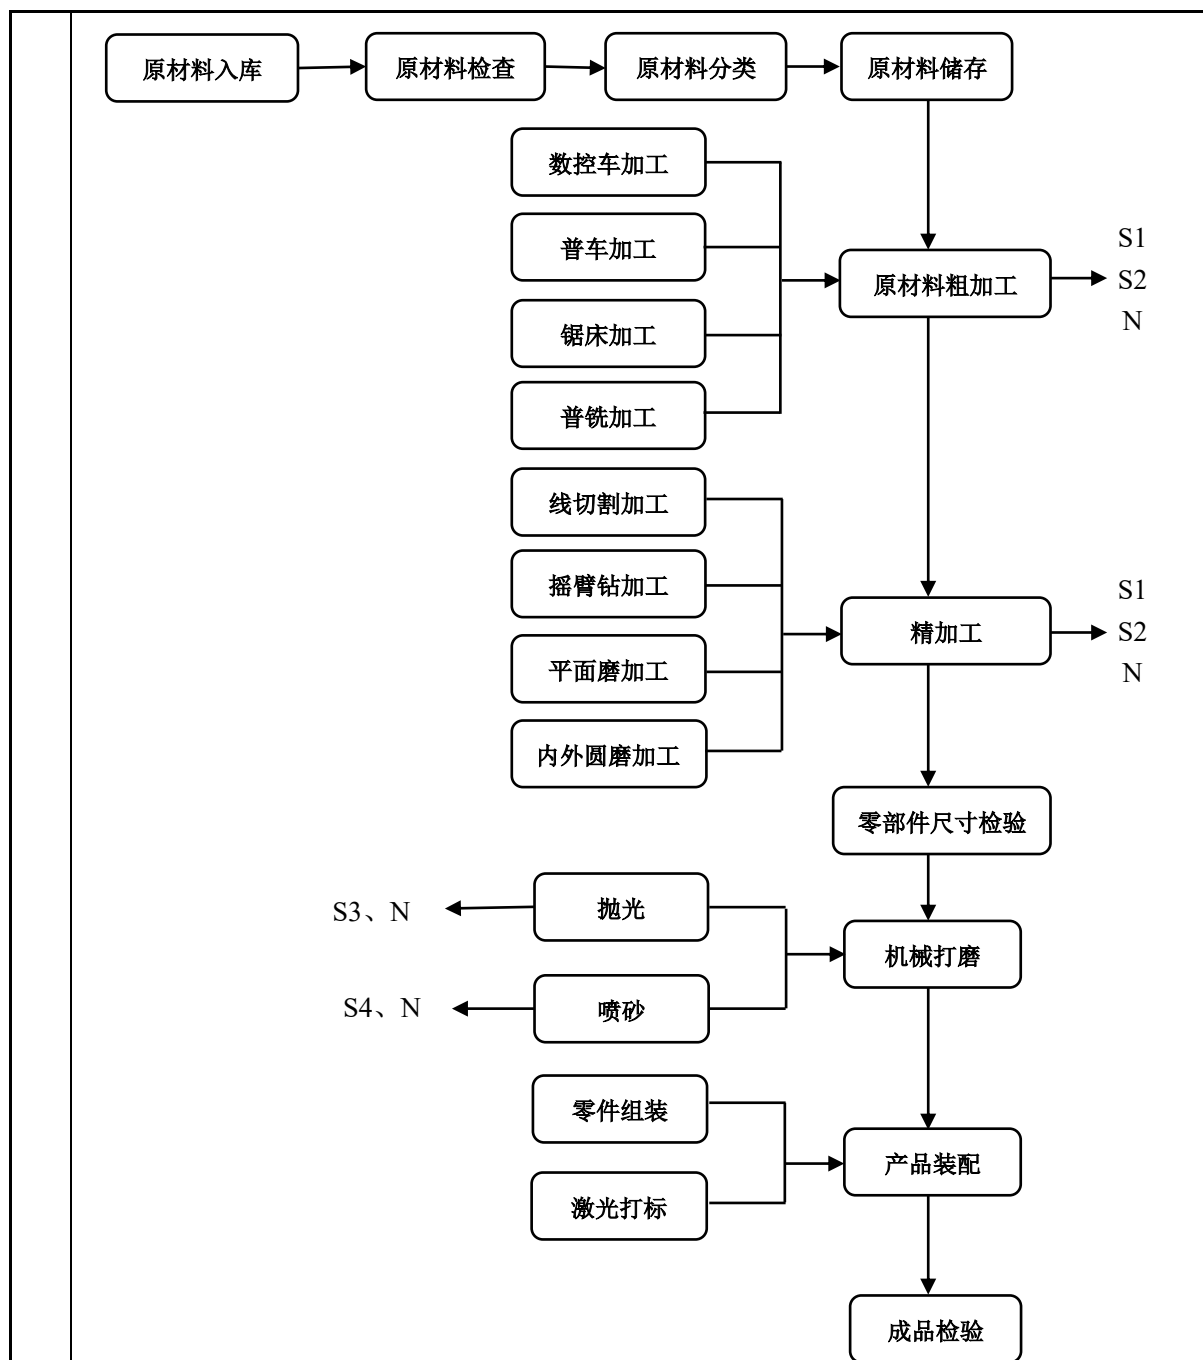 原材料入库
原材料检查
原材料分类
原材料储存
数控车加工
普车加工
锯床加工
普铣加工
原材料粗加工
S1
S2
N
线切割加工
摇臂钻加工
平面磨加工
内外圆磨加工
精加工
S1
S2
N
零部件尺寸检验
S3、N
抛光
喷砂
S4、N
机械打磨
零件组装
激光打标
产品装配
成品检验